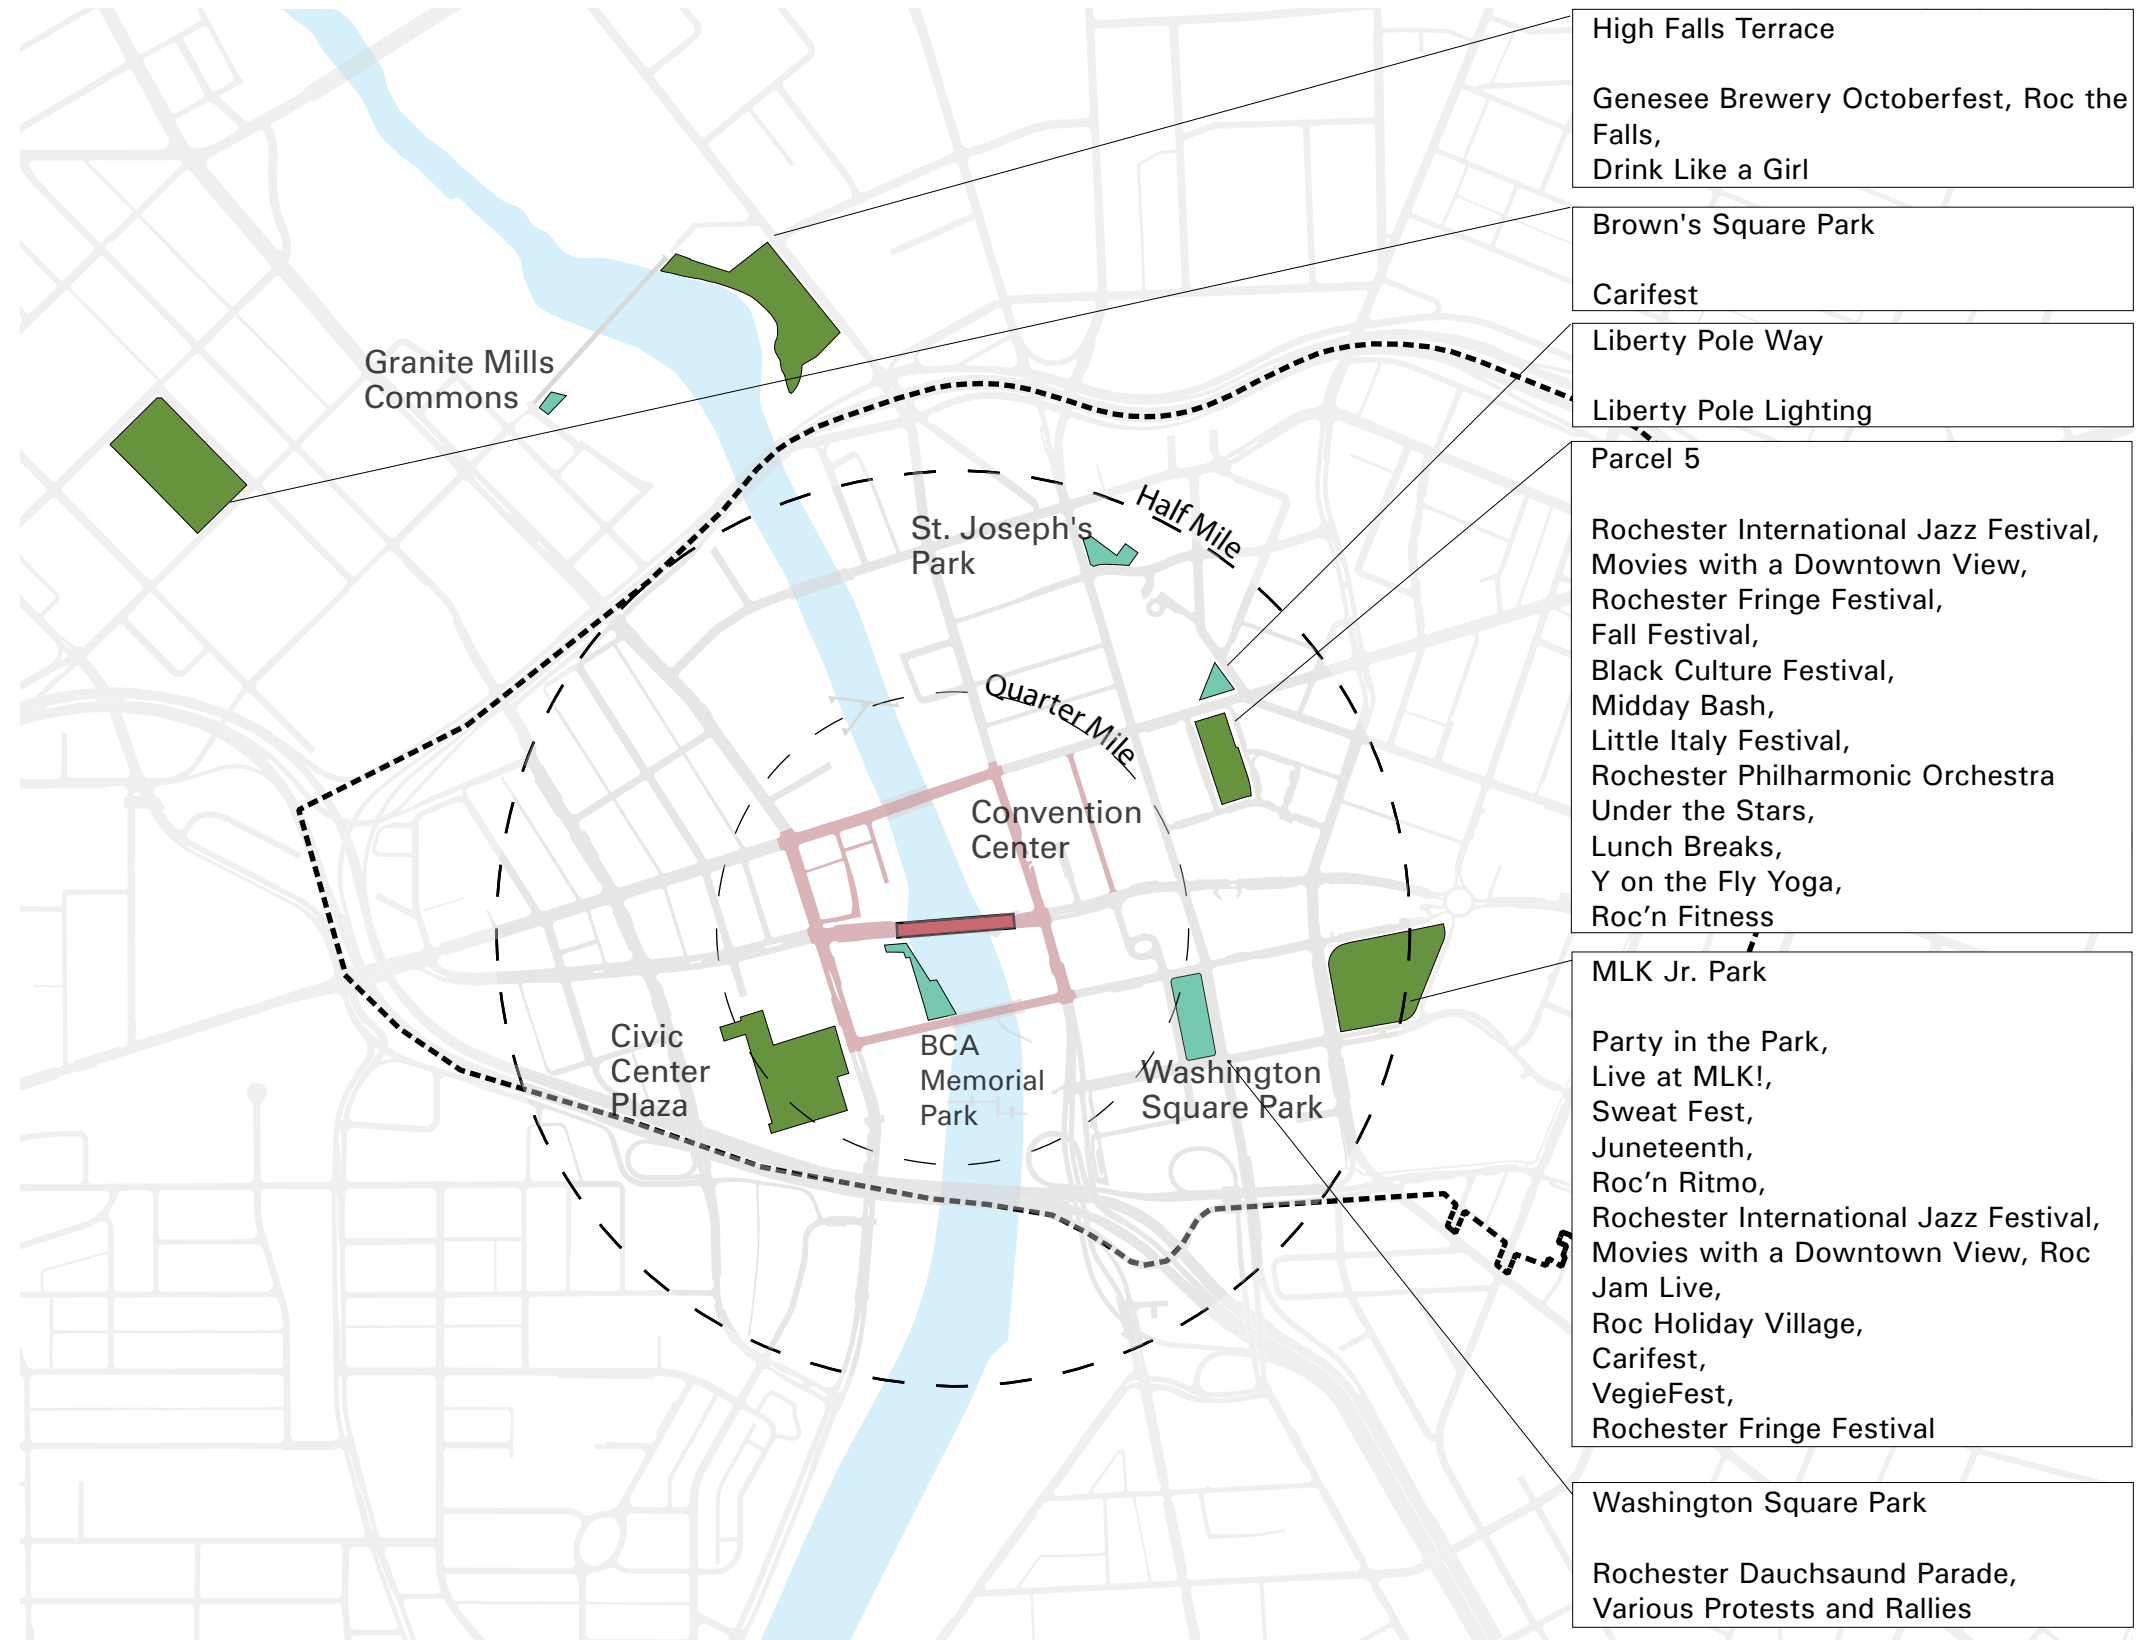 High Falls Terrace
Genesee Brewery Octoberfest, Roc the
Falls,
Drink Like a Girl
Brown's Square Park
Carifest
Liberty Pole Way
Liberty Pole Lighting
Parcel 5
Rochester International Jazz Festival,
Movies with a Downtown View,
Rochester Fringe Festival,
Fall Festival,
Black Culture Festival,
Midday Bash,
Little Italy Festival,
Rochester Philharmonic Orchestra
Under the Stars,
Lunch Breaks,
Y on the Fly Yoga,
Roc’n Fitness
MLK Jr. Park
Party in the Park,
Live at MLK!,
Sweat Fest,
Juneteenth,
Roc’n Ritmo,
Rochester International Jazz Festival,
Movies with a Downtown View, Roc
Jam Live,
Roc Holiday Village,
Carifest,
VegieFest,
Rochester Fringe Festival
Washington Square Park
Rochester Dauchsaund Parade,
Various Protests and Rallies
Granite Mills
Commons
St. Joseph's
Park
Half Mile
Quarter Mile
Convention
Center
Civic
Center
Plaza
BCA
Memorial
Park
Washington
Square Park